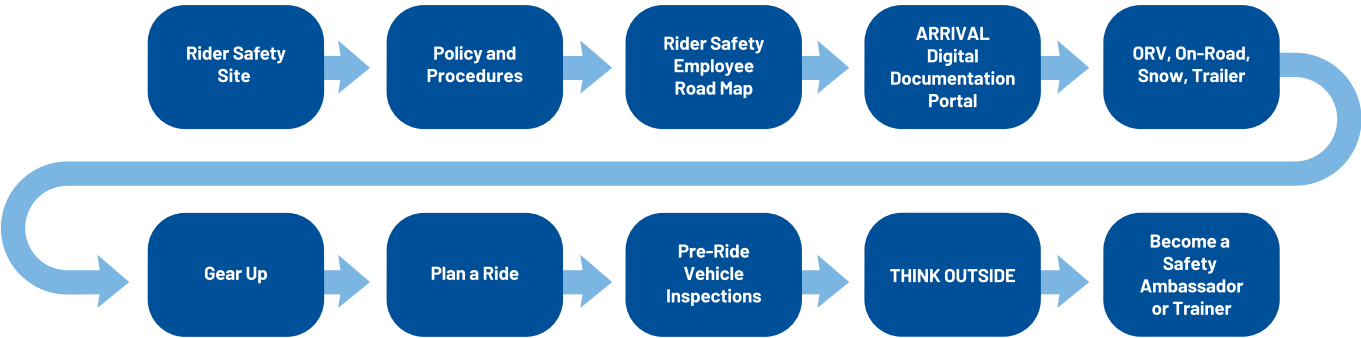 Rider Safety
Site
Policy and
Procedures
Rider Safety
Employee
Road Map
ARRIVAL
Digital
Documentation
Portal
ORV, On-Road,
Snow, Trailer
Gear Up
Plan a Ride
Pre-Ride
Vehicle
Inspections
THINK OUTSIDE
Become a
Safety
Ambassador
or Trainer